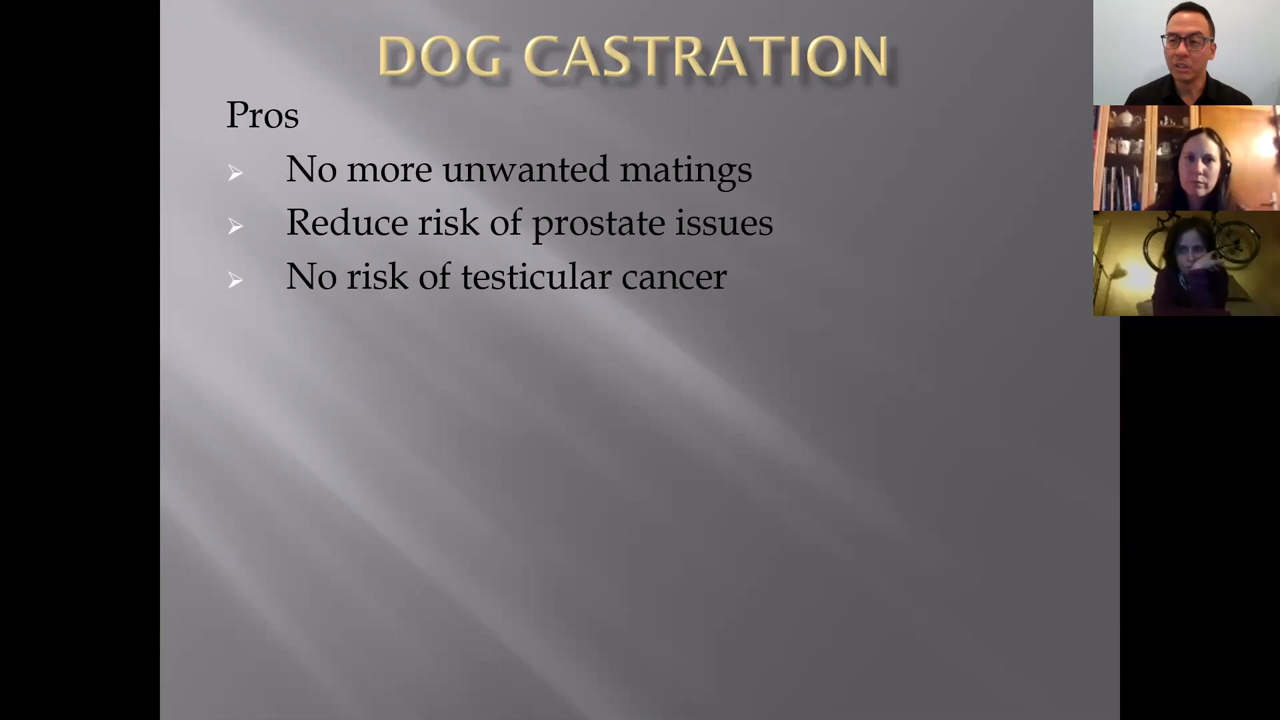 DOG CASTRATION
Pros
No more unwanted matings
Reduce risk of prostate issues
No risk of testicular cancer